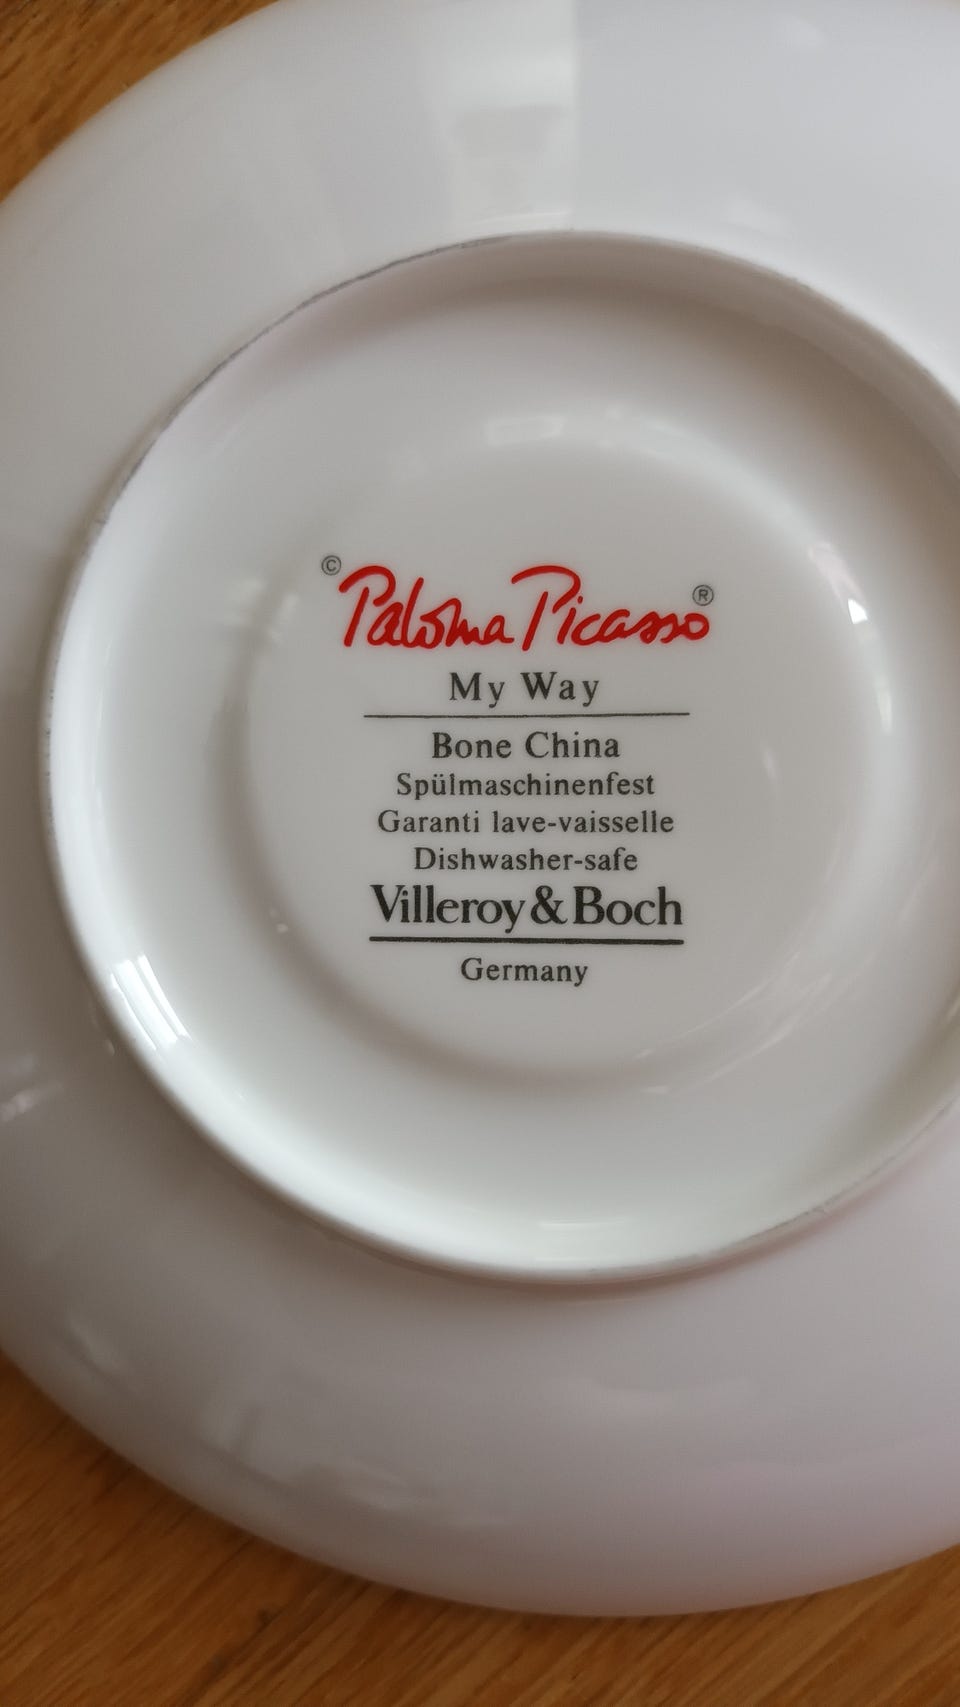 © Paloma Picasso ®
My Way
Bone China
Spülmaschinenfest
Garanti lave-vaisselle
Dishwasher-safe
Villeroy & Boch
Germany